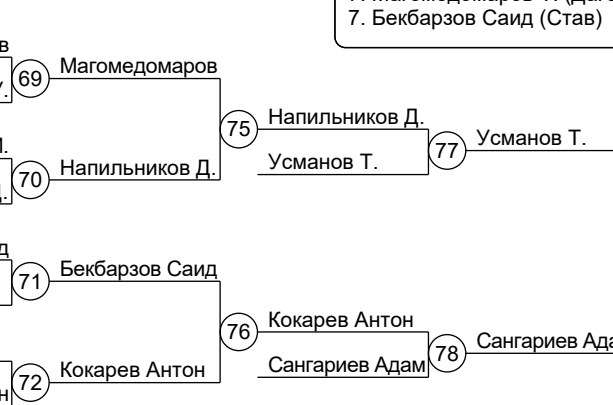 7. Бекбарзов Саид (Став)
69
Магомедомаров
75
Напильников Д.
77
Усманов Т.
Усманов Т.
70
Напильников Д.
71
Бекбарзов Саид
76
Кокарев Антон
78
Сангариев
Сангариев Адам
72
Кокарев Антон